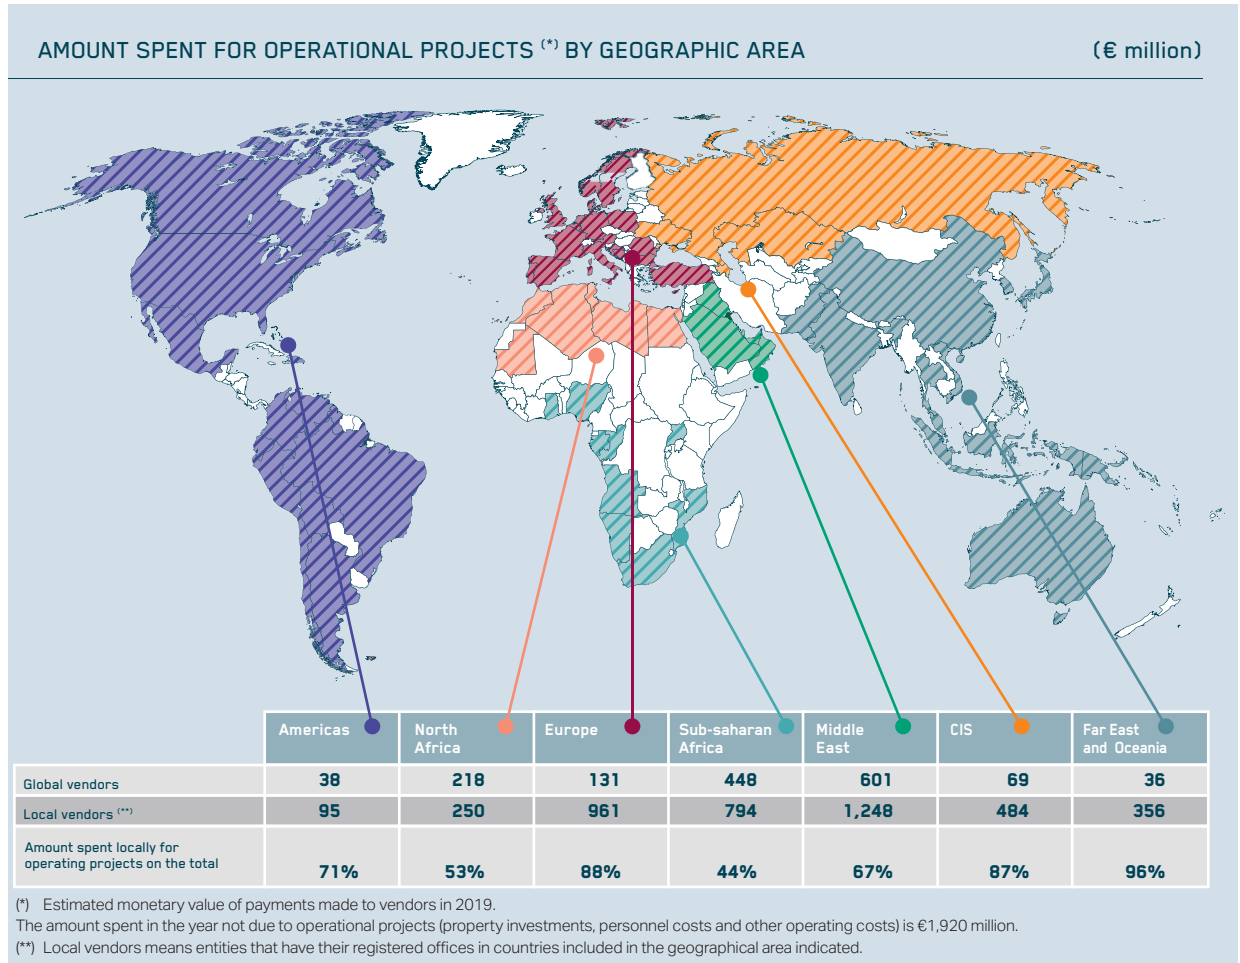 AMOUNT SPENT FOR OPERATIONAL PROJECTS (*) BY GEOGRAPHIC AREA (€ million)
Americas North Africa Europe Sub-saharan Africa Middle East CIS Far East and Oceania
Global vendors 38 218 131 448 601 69 36
Local vendors (**) 95 250 961 794 1,248 484 356
Amount spent locally for
operating projects on the total 71% 53% 88% 44% 67% 87% 96%
(*) Estimated monetary value of payments made to vendors in 2019.
The amount spent in the year not due to operational projects (property investments, personnel costs and other operating costs) is €1,920 million.
(**) Local vendors means entities that have their registered offices in countries included in the geographical area indicated.